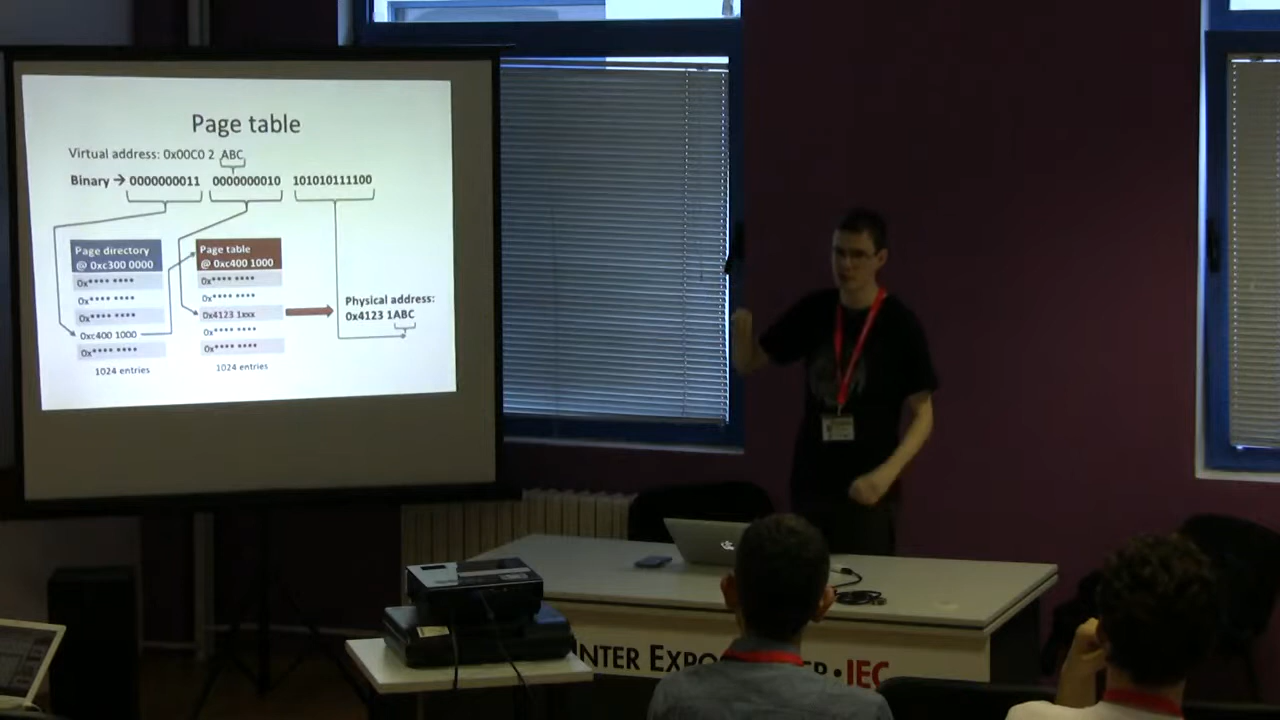 Page table
Virtual address: 0x00C0 2 ABC
Binary → 0000000011 0000000010 101010111100
Page directory
@ 0xc300 0000
0x**** ****
0x**** ****
0x**** ****
0xc400 1000
0x**** ****
1024 entries
Page table
@ 0xc400 1000
0x**** ****
0x**** ****
0x4123 1xxx
0x**** ****
0x**** ****
1024 entries
Physical address:
0x4123 1ABC
INTER EXPO IEC